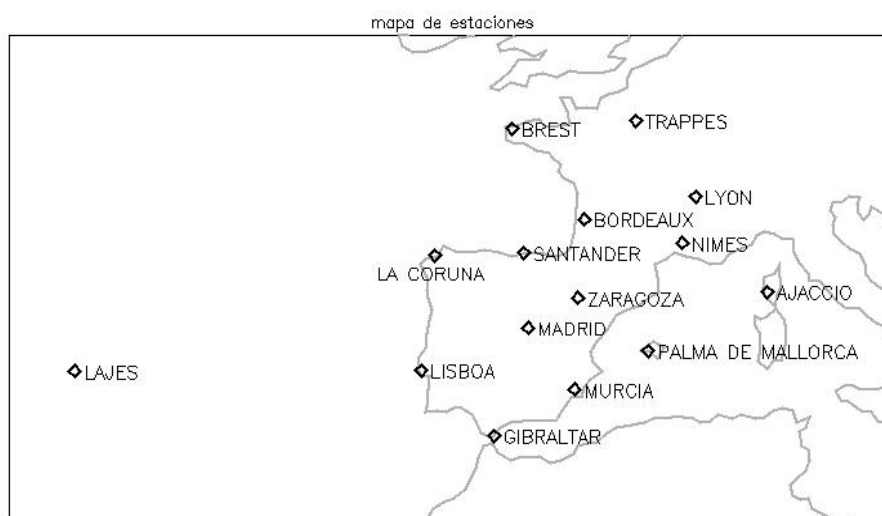 mapa de estaciones
TRAPPES
BREST
LYON
BORDEAUX
NIMES
SANTANDER
LA CORUNA
AJACCIO
ZARAGOZA
MADRID
PALMA DE MALLORCA
LAJES
LISBOA
MURCIA
GIBRALTAR